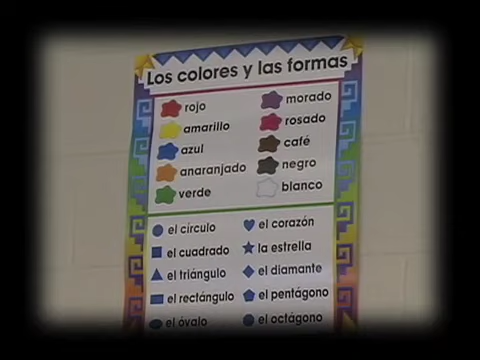 Los colores y las formas
rojo morado
amarillo rosado
azul café
anaranjado negro
verde blanco
el círculo el corazón
el cuadrado la estrella
el triángulo el diamante
el rectángulo el pentágono
el óvalo el octágono